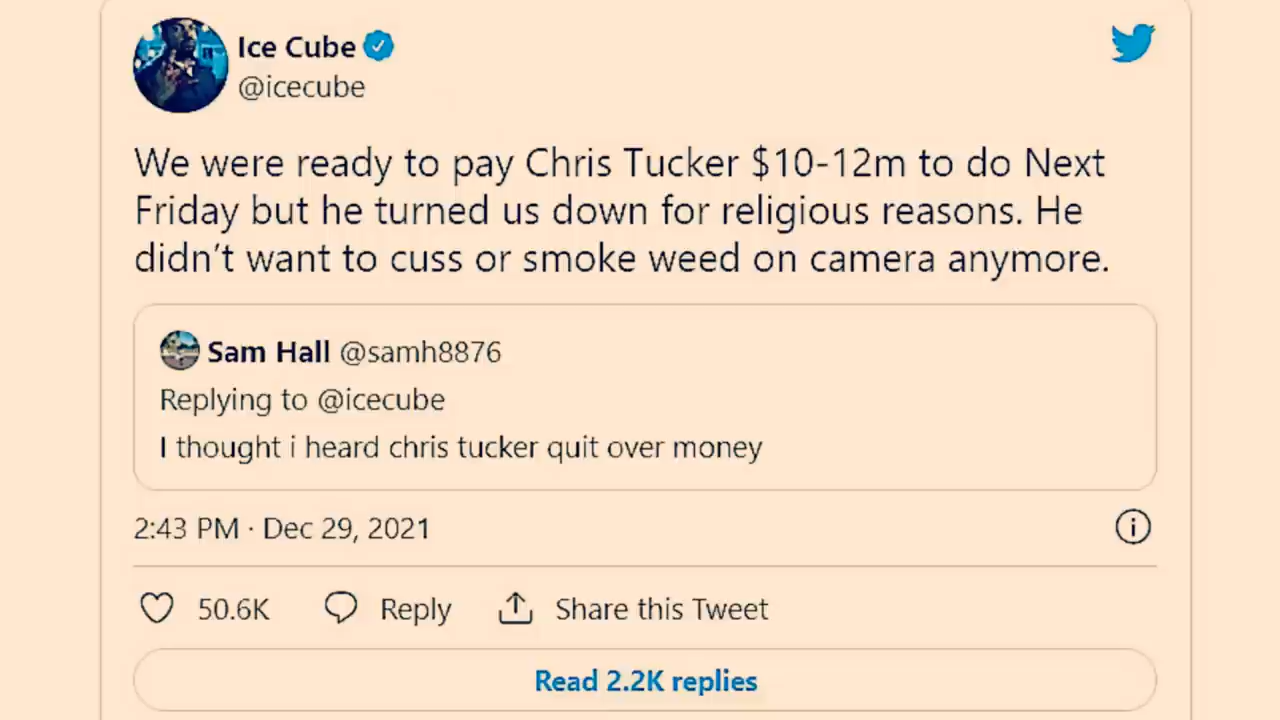 Ice Cube
@icecube
We were ready to pay Chris Tucker $10-12m to do Next
Friday but he turned us down for religious reasons. He
didn’t want to cuss or smoke weed on camera anymore.
Sam Hall @samh8876
Replying to @icecube
I thought i heard chris tucker quit over money
2:43 PM · Dec 29, 2021
50.6K Reply Share this Tweet
Read 2.2K replies